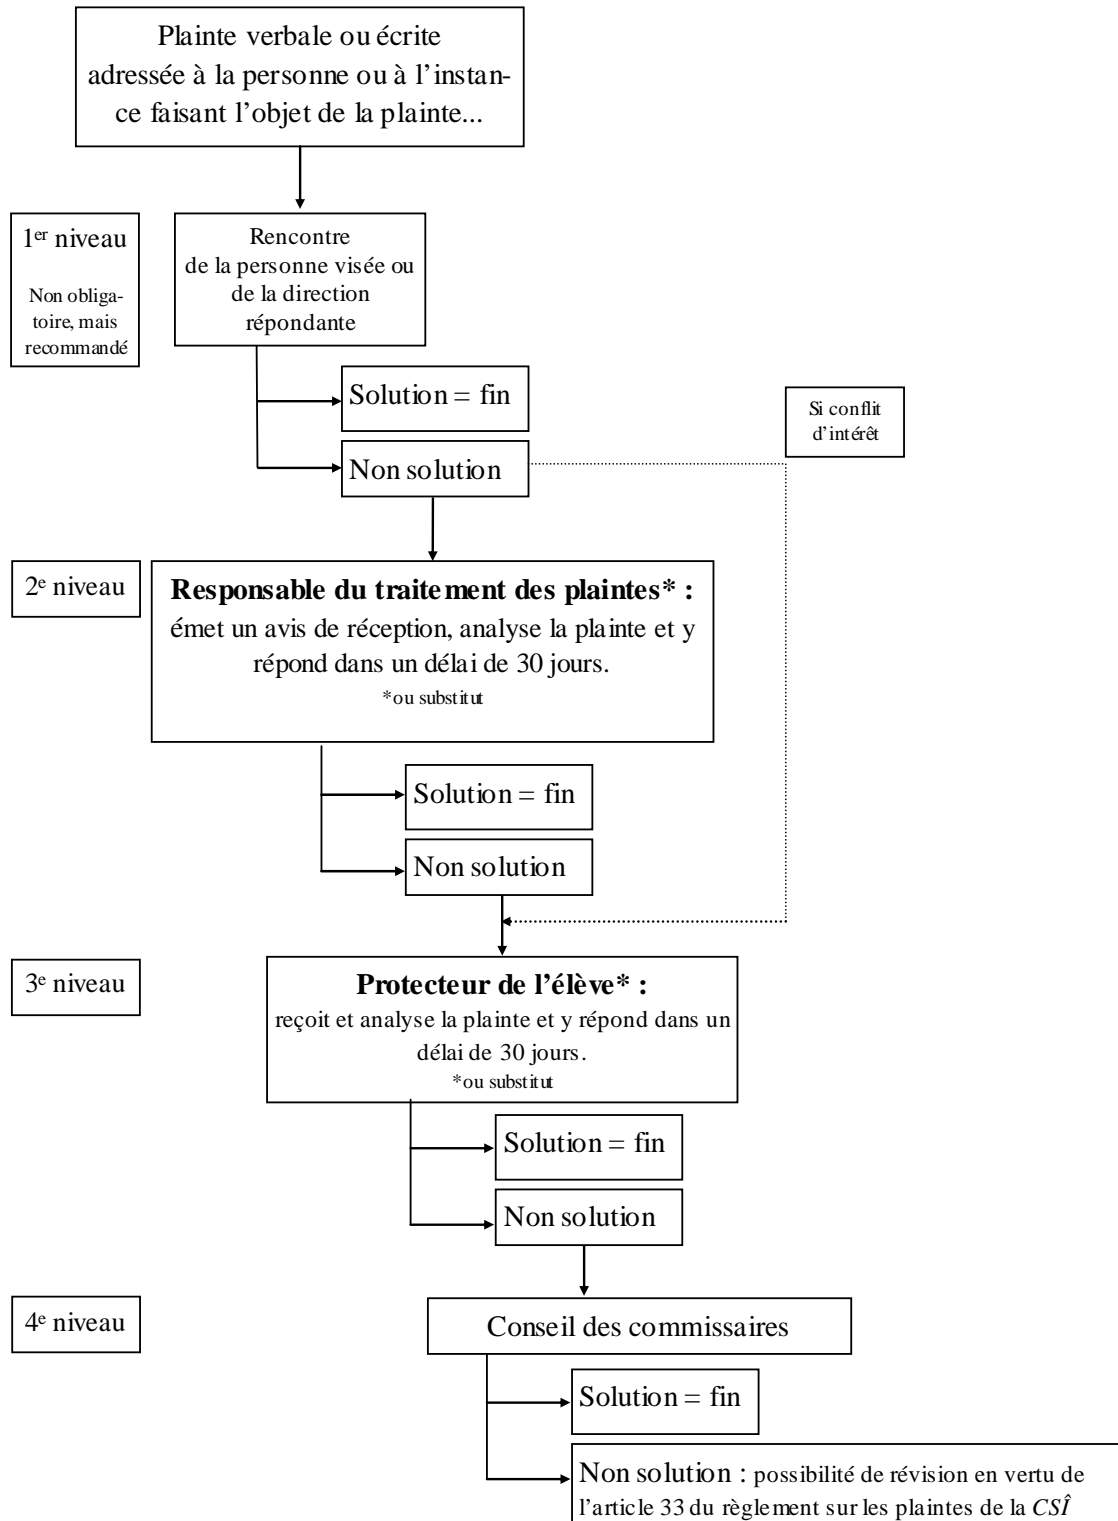 Plainte verbale ou écrite
adressée à la personne ou à l'instan-
ce faisant l'objet de la plainte...
1er niveau
Non obliga-
toire, mais
recommandé
Rencontre
de la personne visée ou
de la direction
répondante
Solution = fin
Si conflit
d'intérêt
Non solution
2e niveau
Responsable du traitement des plaintes* :
émet un avis de réception, analyse la plainte et y
répond dans un délai de 30 jours.
*ou substitut
Solution = fin
Non solution
3e niveau
Protecteur de l'élève* :
reçoit et analyse la plainte et y répond dans un
délai de 30 jours.
*ou substitut
Solution = fin
Non solution
4e niveau
Conseil des commissaires
Solution = fin
Non solution : possibilité de révision en vertu de
l'article 33 du règlement sur les plaintes de la CSÎ